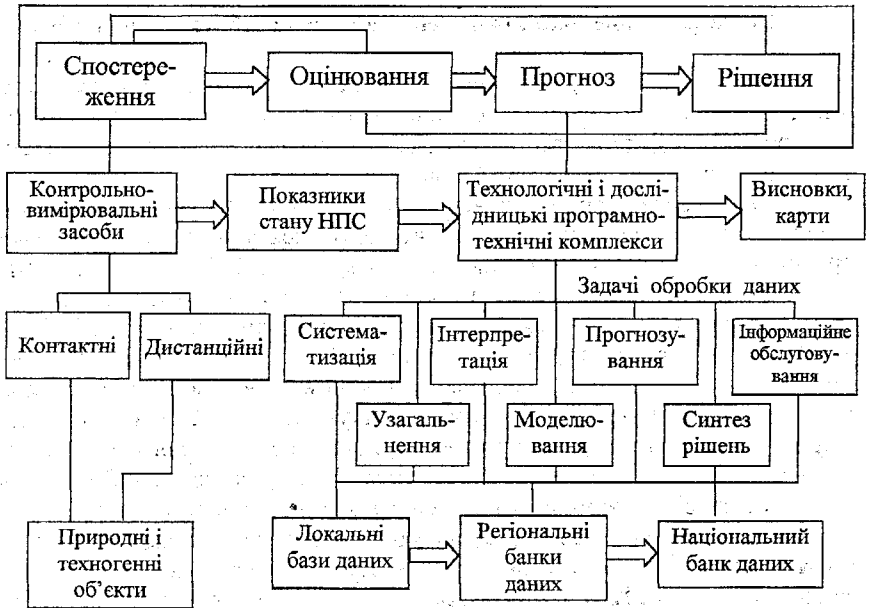 Спостере-
ження
Оцінювання
Прогноз
Рішення
Контрольно-
вимірювальні
засоби
Показники
стану НПС
Технологічні і дослі-
дницькі програмно-
технічні комплекси
Висновки,
карти
Задачі обробки даних
Контактні
Дистанційні
Система-
тизація
Інтерпре-
тація
Прогнозу-
вання
Інформаційне
обслугову-
вування
Узагаль-
нення
Моделю-
вання
Синтез
рішень
Природні і
техногенні
об’єкти
Локальні
бази даних
Регіональні
банки
даних
Національний
банк даних